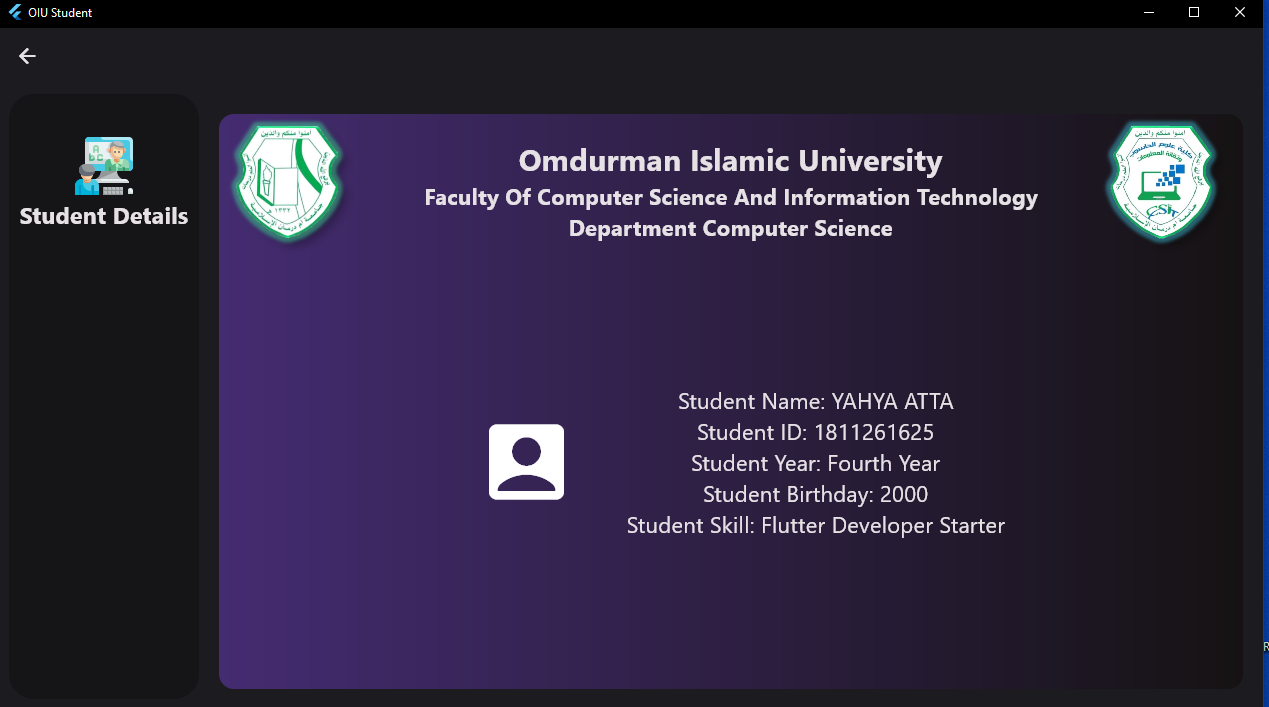 OIU Student
Student Details
Omdurman Islamic University
Faculty Of Computer Science And Information Technology
Department Computer Science
Student Name: YAHYA ATTA
Student ID: 1811261625
Student Year: Fourth Year
Student Birthday: 2000
Student Skill: Flutter Developer Starter